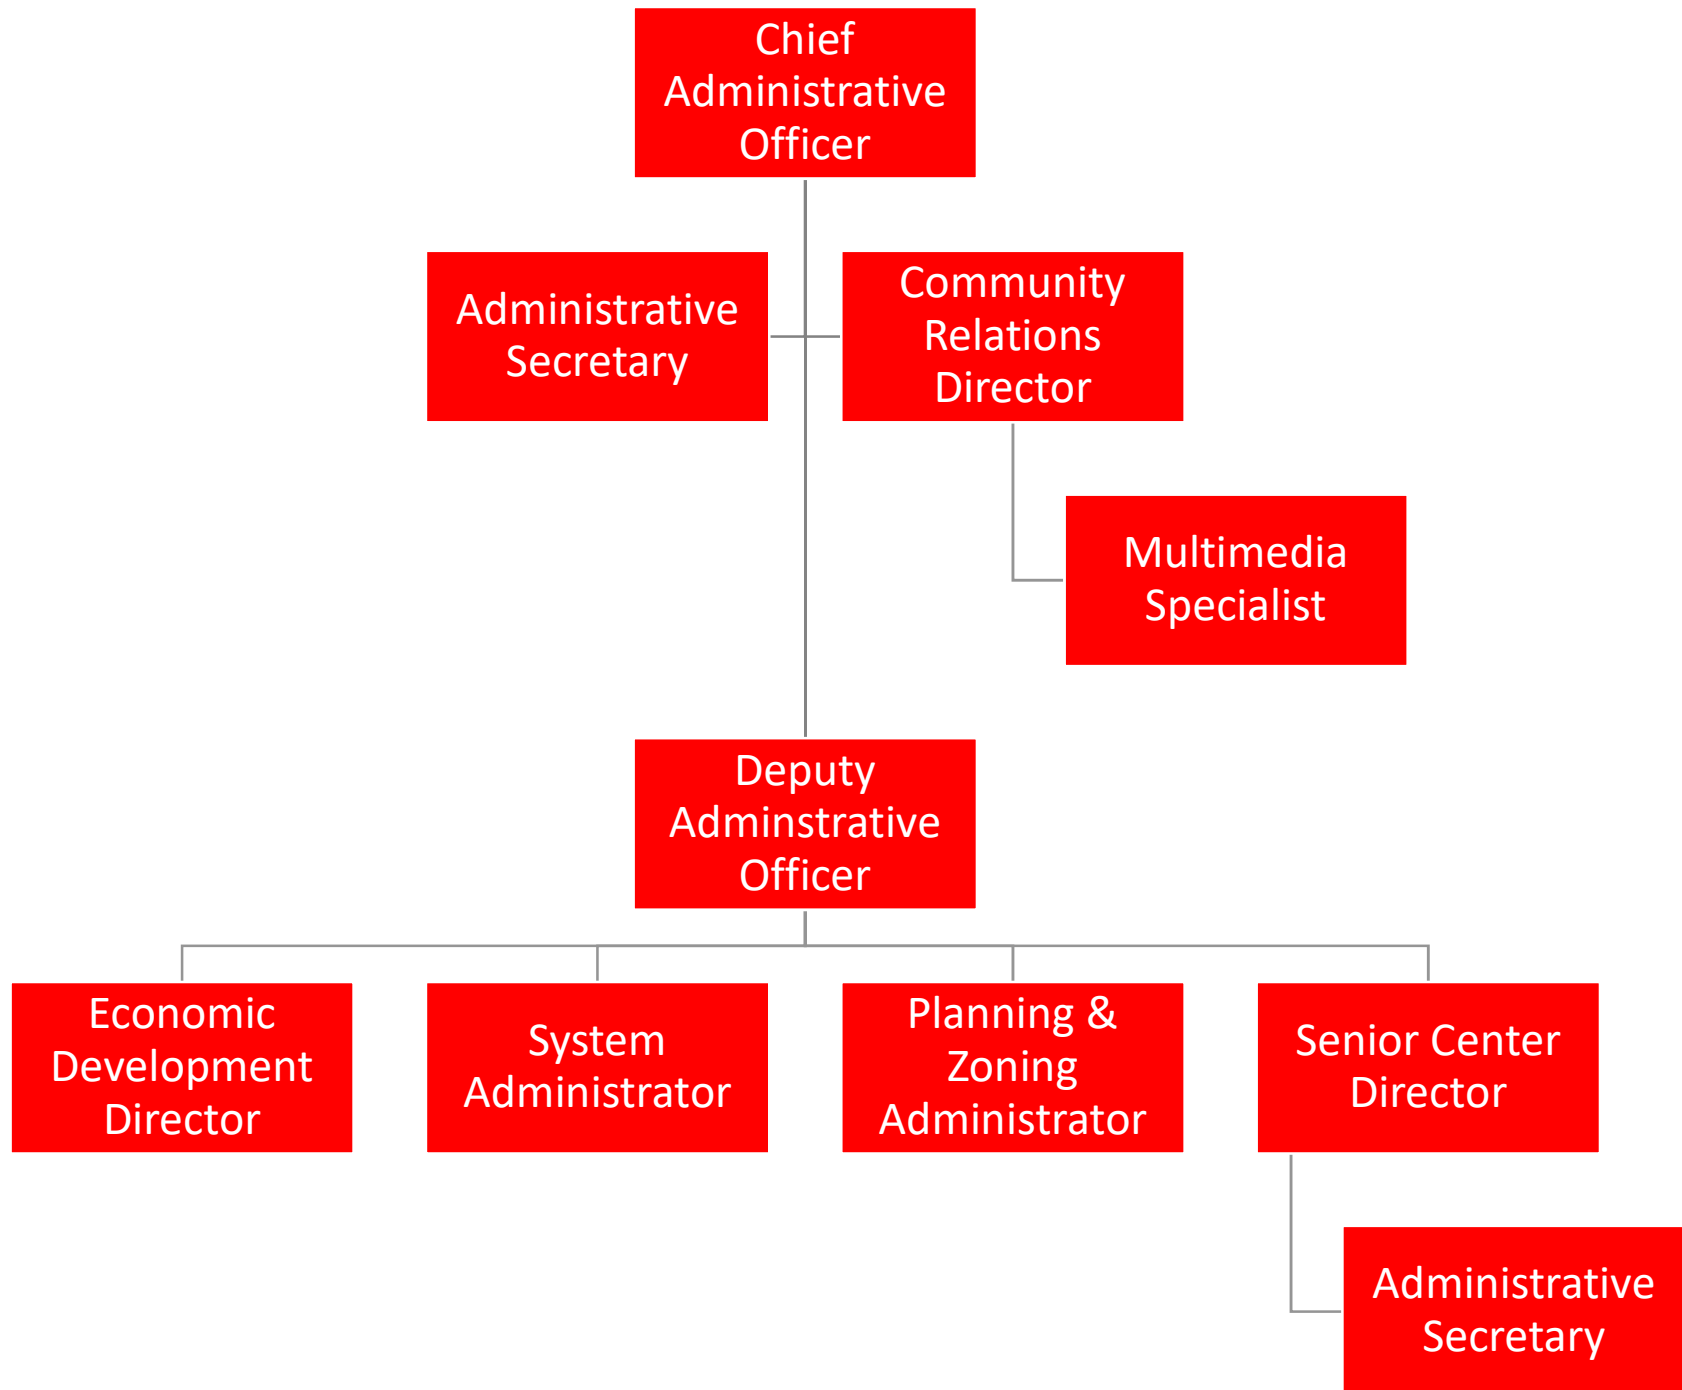 Chief
Administrative
Officer
Administrative
Secretary
Community
Relations
Director
Multimedia
Specialist
Deputy
Adminstrative
Officer
Economic
Development
Director
System
Administrator
Planning &
Zoning
Administrator
Senior Center
Director
Administrative
Secretary